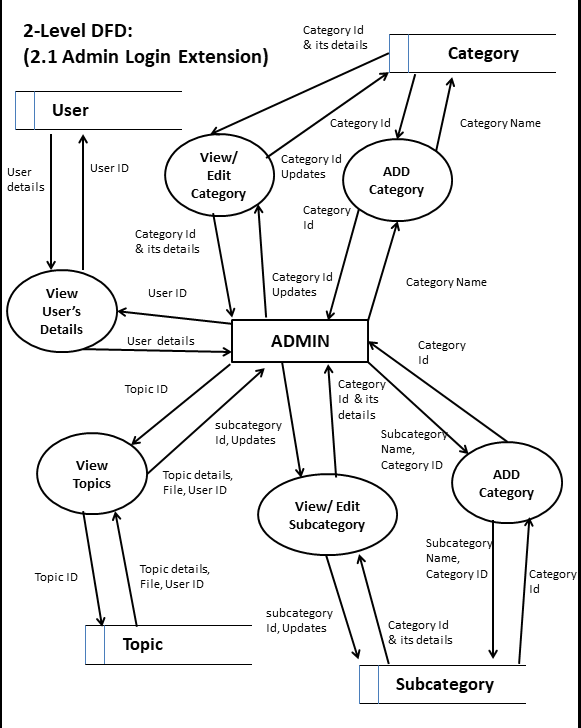 2-Level DFD:
(2.1 Admin Login Extension)
Category Id
& its details
Category
User
Category Id
Category Name
User
details
User ID
View/
Edit
Category
Category Id
Updates
ADD
Category
Category
Id
Category Id
& its details
Category Id
Updates
Category Name
View
User's
Details
User ID
User details
ADMIN
Category
Id
Topic ID
subcategory
Id, Updates
Category
Id & its
details
Subcategory
Name,
Category ID
View
Topics
Topic details,
File, User ID
View/ Edit
Subcategory
ADD
Category
Topic ID
Topic details,
File, User ID
Subcategory
Name,
Category ID
Category
Id
subcategory
Id, Updates
Category Id
& its details
Topic
Subcategory